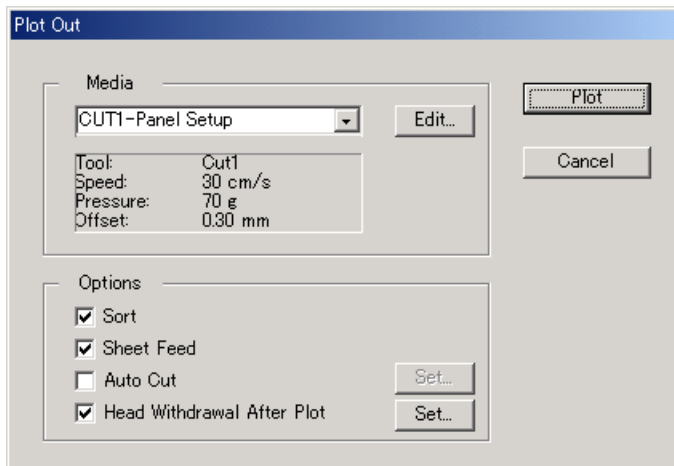 Plot Out
Media
CUT1-Panel Setup
Edit...
Plot
Cancel
Tool: Cut1
Speed: 30 cm/s
Pressure: 70 g
Offset: 0.30 mm
Options
Sort
Sheet Feed
Auto Cut
Set...
Head Withdrawal After Plot
Set...